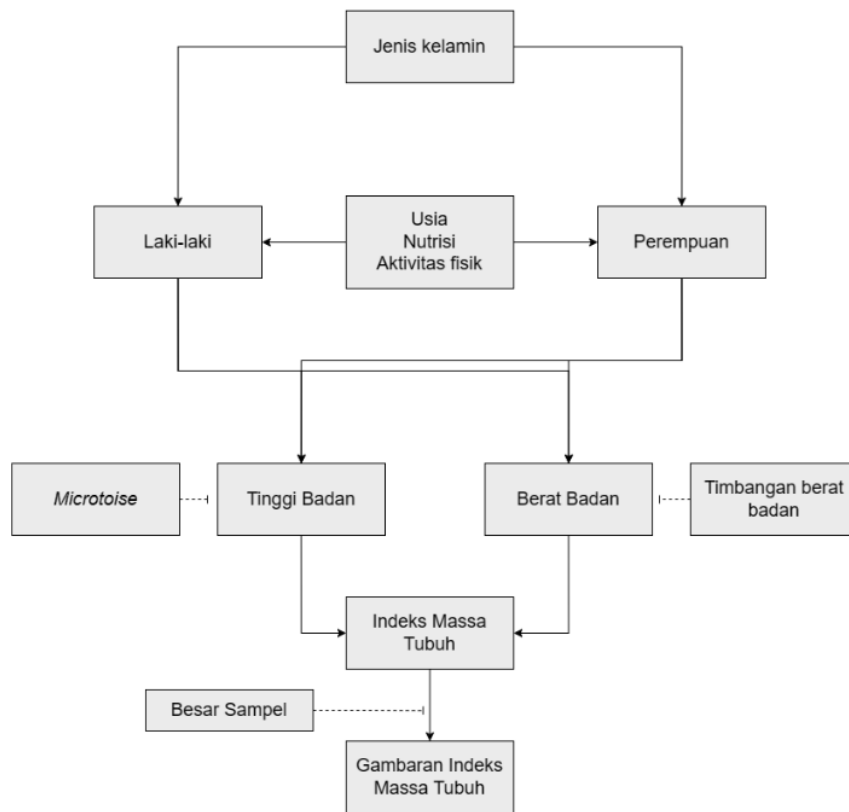 Jenis kelamin
Laki-laki
Usia
Nutrisi
Aktivitas fisik
Perempuan
Microtoise
Tinggi Badan
Berat Badan
Timbangan berat
badan
Indeks Massa
Tubuh
Besar Sampel
Gambaran Indeks
Massa Tubuh